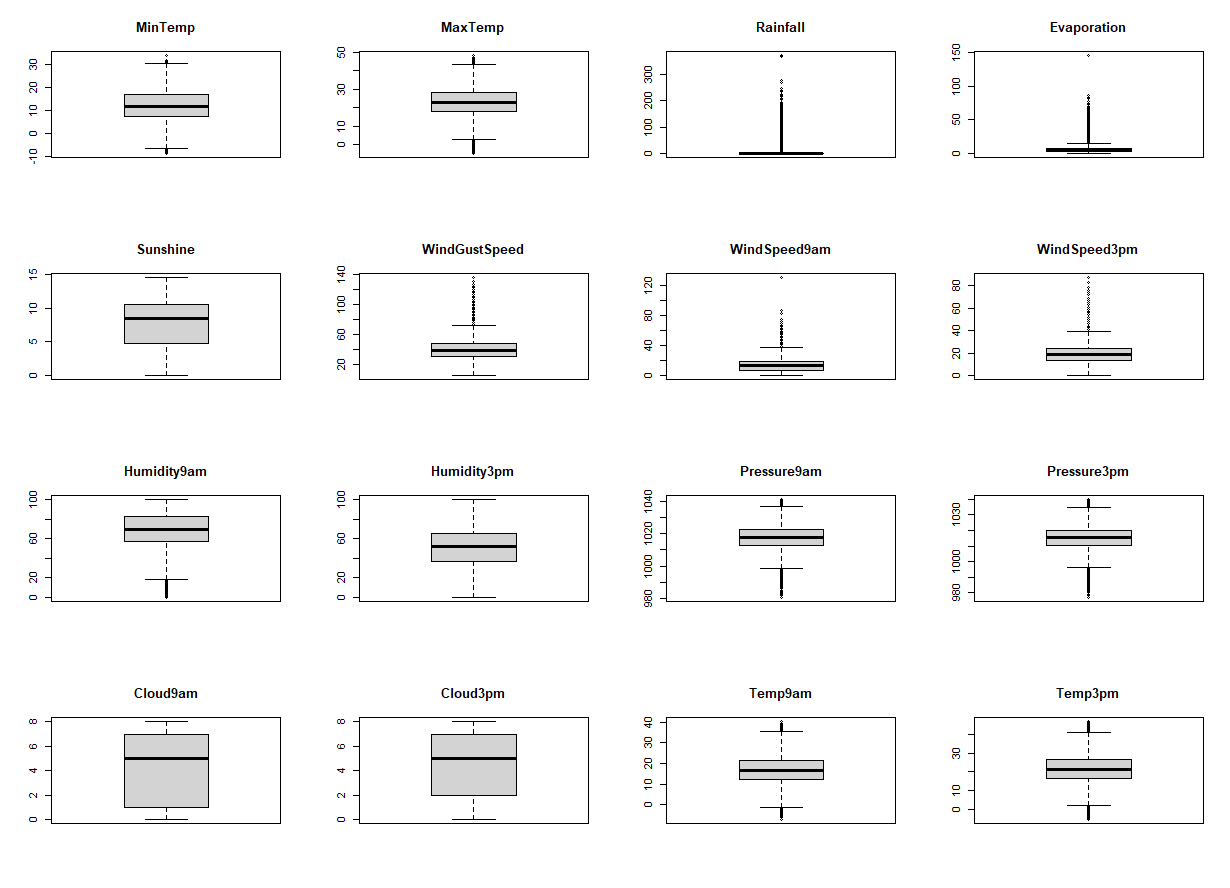 MinTemp
-10 0 10 20 30
MaxTemp
0 10 30 50
Rainfall
0 100 200 300
Evaporation
0 50 100 150
Sunshine
0 5 10 15
WindGustSpeed
20 60 100 140
WindSpeed9am
0 40 80 120
WindSpeed3pm
0 20 40 60 80
Humidity9am
0 20 60 100
Humidity3pm
0 20 60 100
Pressure9am
980 1000 1020 1040
Pressure3pm
980 1000 1030
Cloud9am
0 2 4 6 8
Cloud3pm
0 2 4 6 8
Temp9am
0 10 20 30 40
Temp3pm
0 10 30